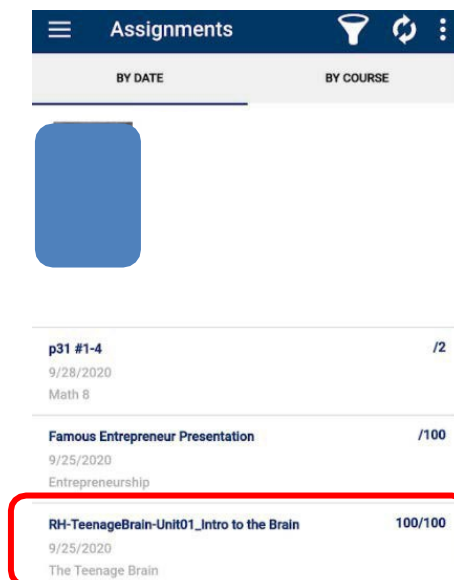 Assignments
BY DATE BY COURSE
p31 #1-4 /2
9/28/2020
Math 8
Famous Entrepreneur Presentation /100
9/25/2020
Entrepreneurship
RH-TeenageBrain-Unit01_Intro to the Brain 100/100
9/25/2020
The Teenage Brain